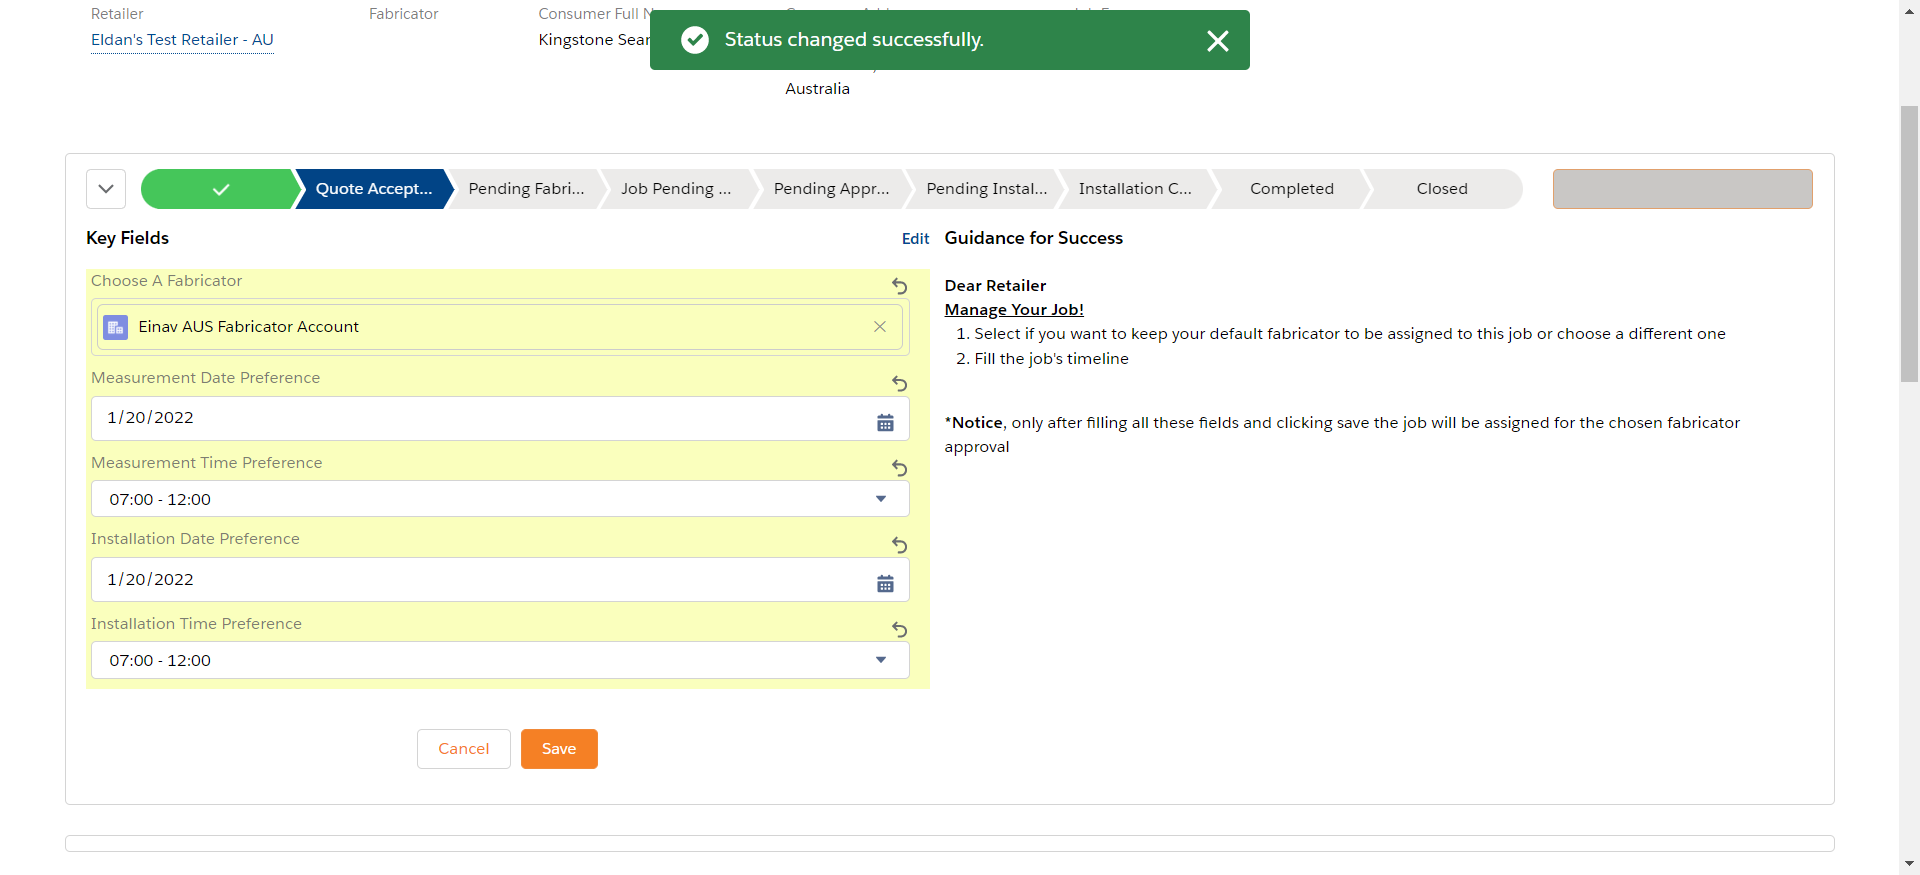 Retailer
Fabricator
Consumer Full
Eldan's Test Retailer - AU
Kingstone
Status changed successfully.
Australia
Quote Accept...
Pending Fabri...
Job Pending ...
Pending Appr...
Pending Instal...
Installation C...
Completed
Closed
Key Fields
Edit
Choose A Fabricator
Einav AUS Fabricator Account
Measurement Date Preference
1/20/2022
Measurement Time Preference
07:00 - 12:00
Installation Date Preference
1/20/2022
Installation Time Preference
07:00 - 12:00
Cancel
Save
Guidance for Success
Dear Retailer
Manage Your Job!
1. Select if you want to keep your default fabricator to be assigned to this job or choose a different one
2. Fill the job's timeline
*Notice, only after filling all these fields and clicking save the job will be assigned for the chosen fabricator
approval